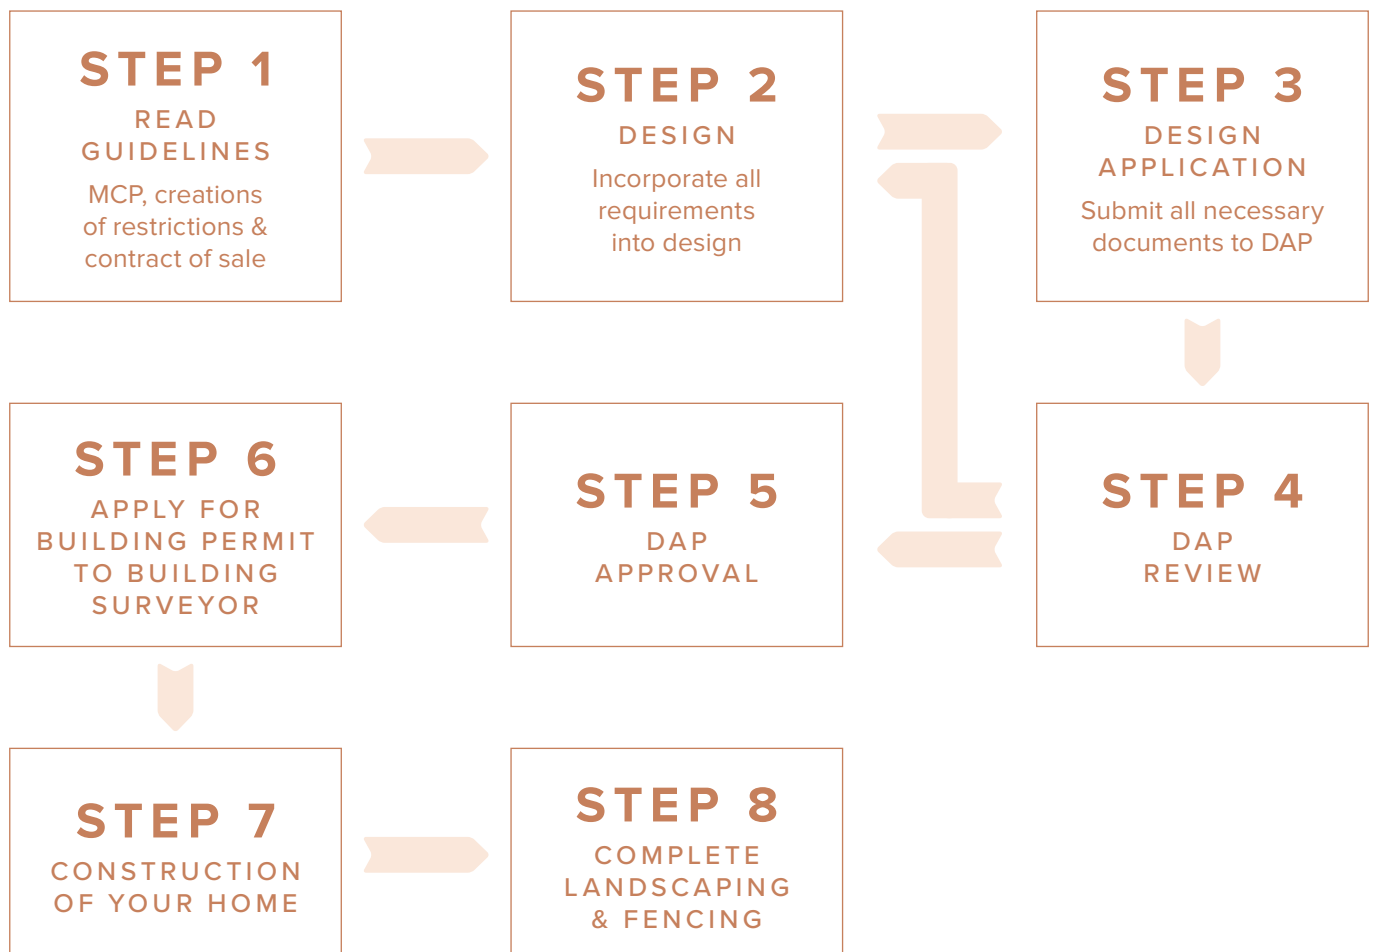 STEP 1
READ
GUIDELINES
MCP, creations
of restrictions &
contract of sale
STEP 2
DESIGN
Incorporate all
requirements
into design
STEP 3
DESIGN
APPLICATION
Submit all necessary
documents to DAP
STEP 4
DAP
REVIEW
STEP 5
DAP
APPROVAL
STEP 6
APPLY FOR
BUILDING PERMIT
TO BUILDING
SURVEYOR
STEP 7
CONSTRUCTION
OF YOUR HOME
STEP 8
COMPLETE
LANDSCAPING
& FENCING